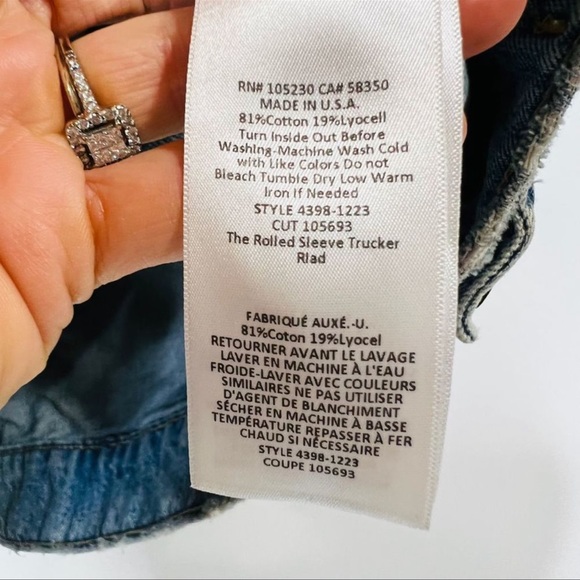 RN# 105230 CA# 58350
MADE IN U.S.A.
81%Cotton 19%Lyocell
Turn Inside Out Before
Washing-Machine Wash Cold
with Like Colors Do not
Bleach Tumble Dry Low Warm
Iron If Needed
STYLE 4398-1223
CUT 105693
The Rolled Sleeve Trucker
Riad
FABRIQUÉ AUXÉ.-U.
81%Coton 19%Lyocel
RETOURNER AVANT LE LAVAGE
LAVER EN MACHINE À L'EAU
FROIDE-LAVER AVEC COULEURS
SIMILAIRES NE PAS UTILISER
D'AGENT DE BLANCHIMENT
SÉCHER EN MACHINE À BASSE
TEMPÉRATURE REPASSER À FER
CHAUD SI NÉCESSAIRE
STYLE 4398-1223
COUPE 105693